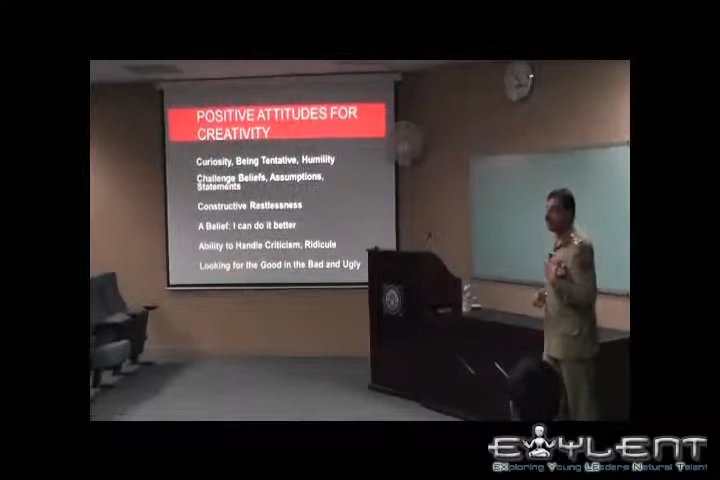 POSITIVE ATTITUDES FOR
CREATIVITY
Curiosity, Being Tentative, Humility
Challenge Beliefs, Assumptions,
Statements
Constructive Restlessness
A Belief: I can do it better
Ability to Handle Criticism, Ridicule
Looking for the Good in the Bad and Ugly
EXYLENT
EXploring Young LEaders Natural Talent